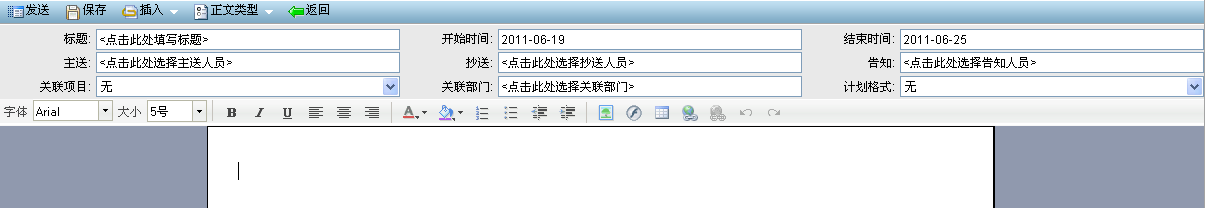 发送 保存 插入 正文类型 返回
标题: <点击此处填写标题> 开始时间: 2011-06-19 结束时间: 2011-06-25
主送: <点击此处选择主送人员> 抄送: <点击此处选择抄送人员> 告知: <点击此处选择告知人员>
关联项目: 无 关联部门: <点击此处选择关联部门> 计划格式: 无
字体 Arial 大小 5号 B I U A